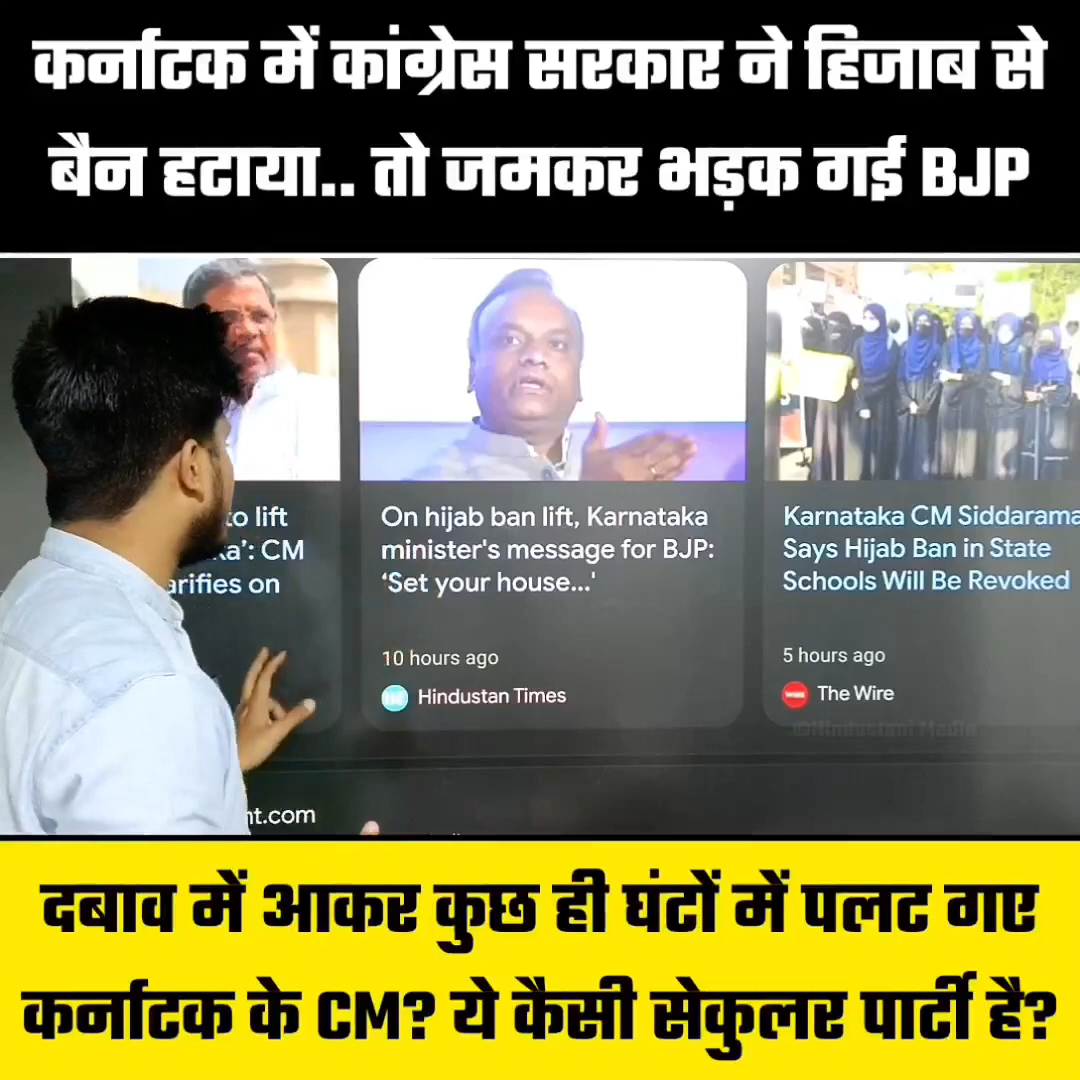 कर्नाटक में कांग्रेस सरकार ने हिजाब से
बैन हटाया.. तो जमकर भड़क गई BJP
to lift
CM
arifies on
On hijab ban lift, Karnataka
minister's message for BJP:
‘Set your house...'
10 hours ago
Hindustan Times
Karnataka CM Siddarama
Says Hijab Ban in State
Schools Will Be Revoked
5 hours ago
WIRE
The Wire
©Hindustani Media
nt.com
दबाव में आकर कुछ ही घंटों में पलट गए
कर्नाटक के CM? ये कैसी सेकुलर पार्टी है?